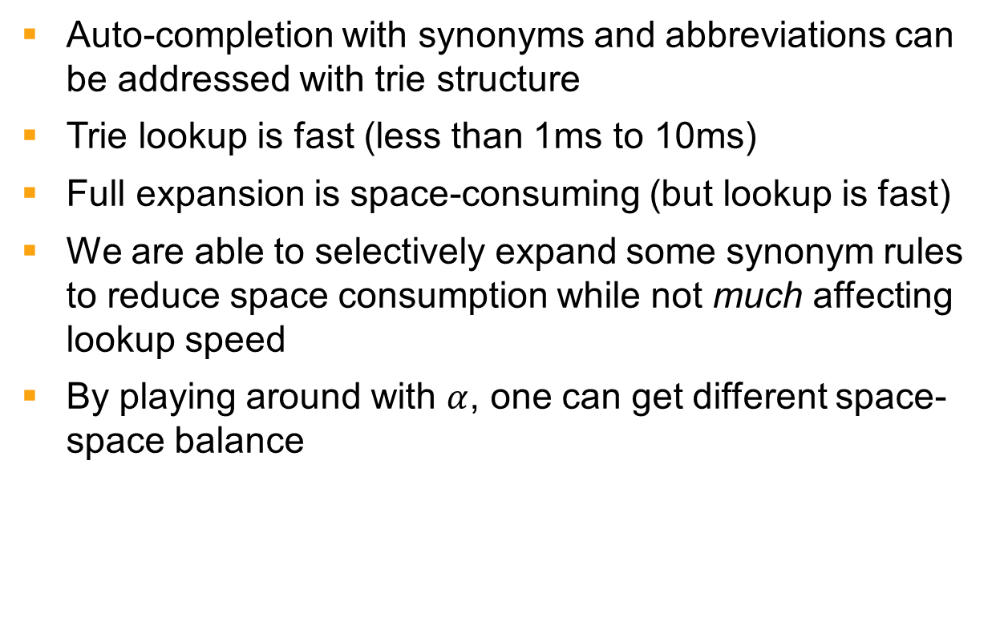 ▪ Auto-completion with synonyms and abbreviations can
be addressed with trie structure
▪ Trie lookup is fast (less than 1ms to 10ms)
▪ Full expansion is space-consuming (but lookup is fast)
▪ We are able to selectively expand some synonym rules
to reduce space consumption while not much affecting
lookup speed
▪ By playing around with α, one can get different space-
space balance